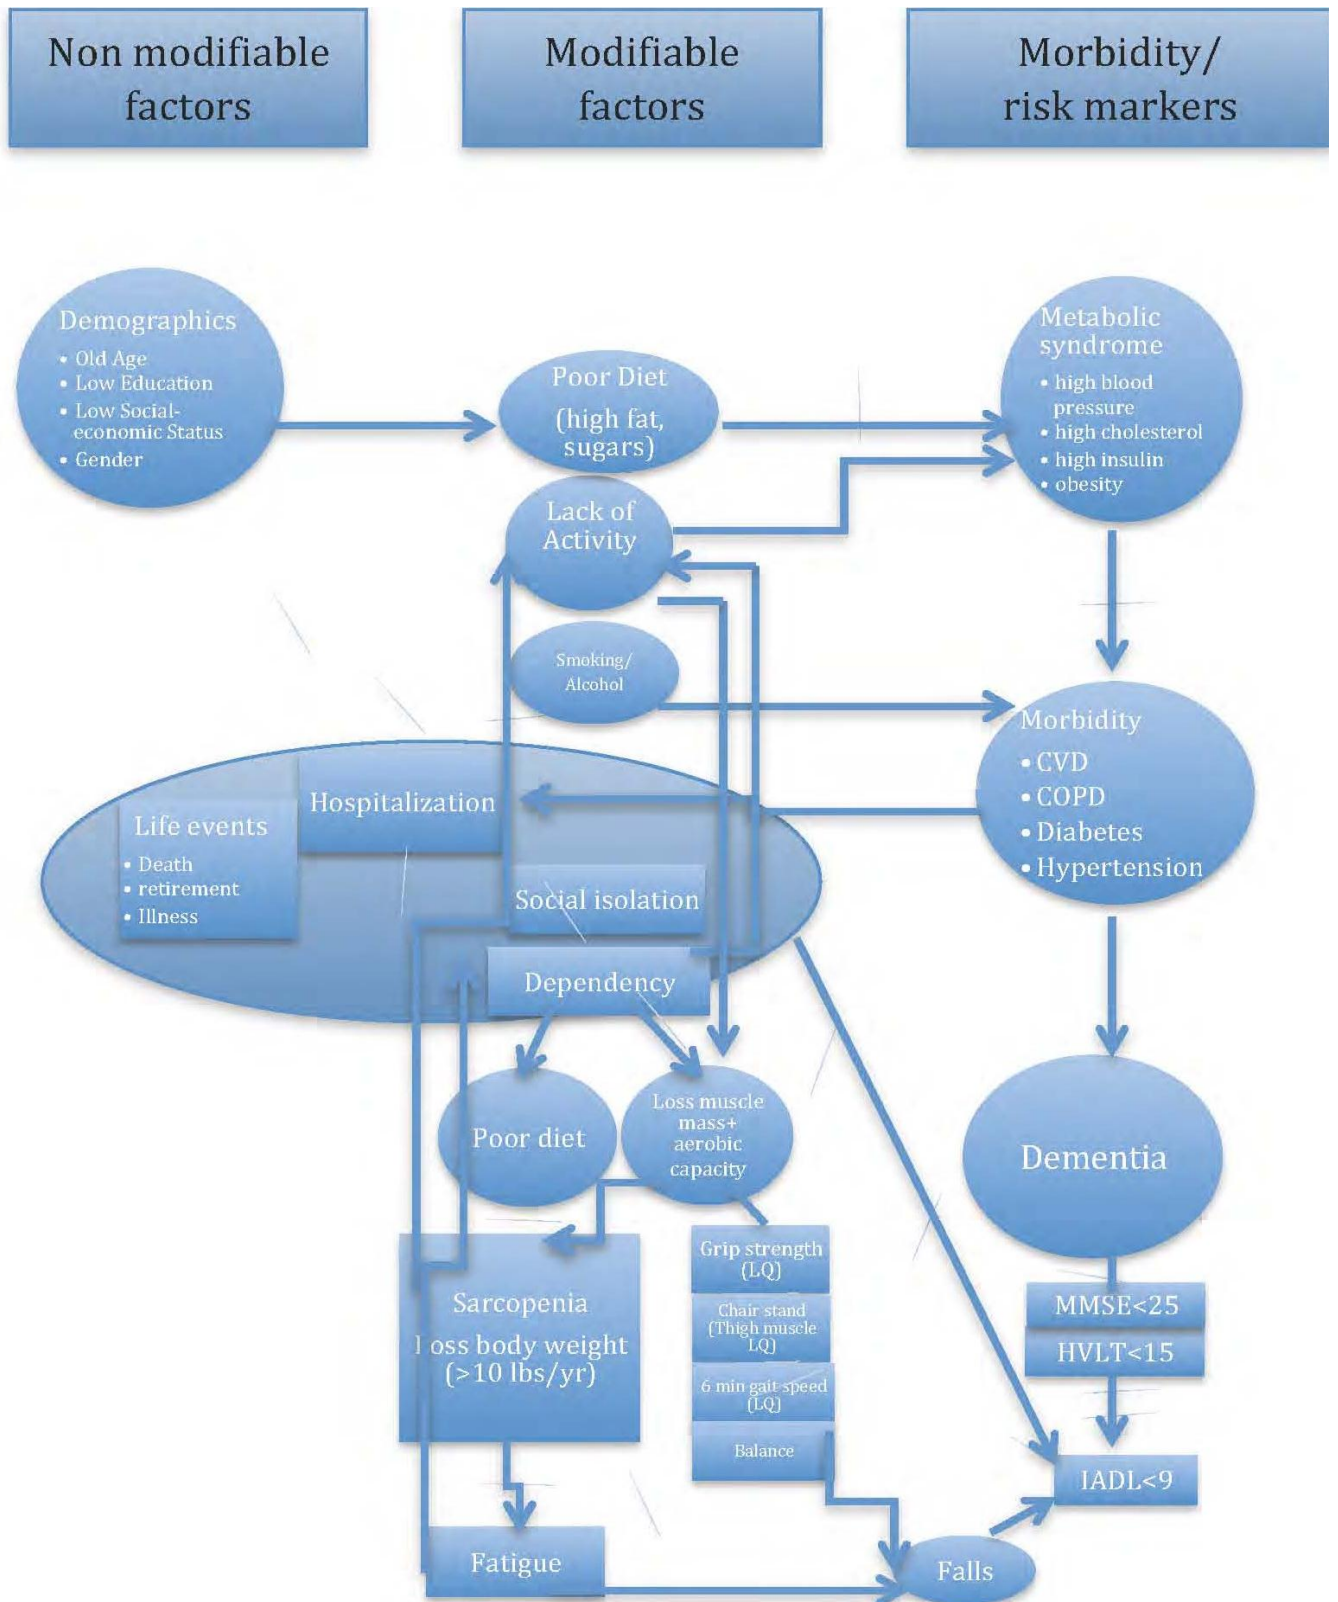 Non modifiable
factors
Modifiable
factors
Morbidity/
risk markers
Demographics
• Old Age
• Low Education
• Low Social-
economic Status
• Gender
Poor Diet
(high fat,
sugars)
Metabolic
syndrome
• high blood
pressure
• high cholesterol
• high insulin
• obesity
Lack of
Activity
Smoking/
Alcohol
Morbidity
• CVD
• COPD
• Diabetes
• Hypertension
Hospitalization
Life events
• Death
• retirement
• Illness
Social isolation
Dependency
Poor diet
Loss muscle
mass+
aerobic
capacity
Dementia
Grip strength
(LQ)
Chair stand
(Thigh muscle
LQ)
6 min gait speed
(LQ)
Balance
Sarcopenia
Loss body weight
(>10 lbs/yr)
MMSE<25
HVLT<15
IADL<9
Fatigue
Falls